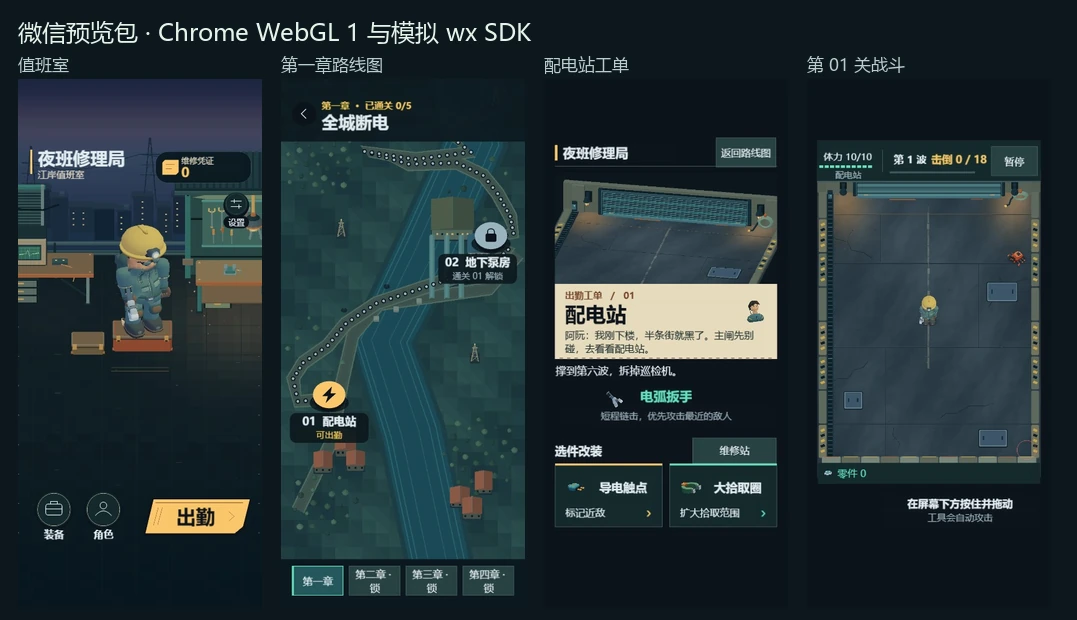 微信预览包 · Chrome WebGL 1 与模拟 wx SDK
值班室
夜班修理局
江岸值班室
维修凭证
0
设置
装备
角色
出勤
第一章路线图
第一章 · 已通关 0/5
全城断电
02 地下泵房
通关 01 解锁
01 配电站
可出勤
第一章
第二章 ·
锁
第三章 ·
锁
第四章 ·
锁
配电站工单
夜班修理局
返回路线图
出勤工单 / 01
配电站
阿阮：我刚下楼，半条街就黑了。主闸先别
碰，去看看配电站。
撑到第六波，拆掉巡检机。
电弧扳手
短程链击，优先攻击最近的敌人
选件改装
维修站
导电触点
标记近敌
大拾取圈
扩大拾取范围
第 01 关战斗
体力 10/10
第 1 波 击倒 0 / 18
暂停
配电站
零件 0
在屏幕下方按住并拖动
工具会自动攻击